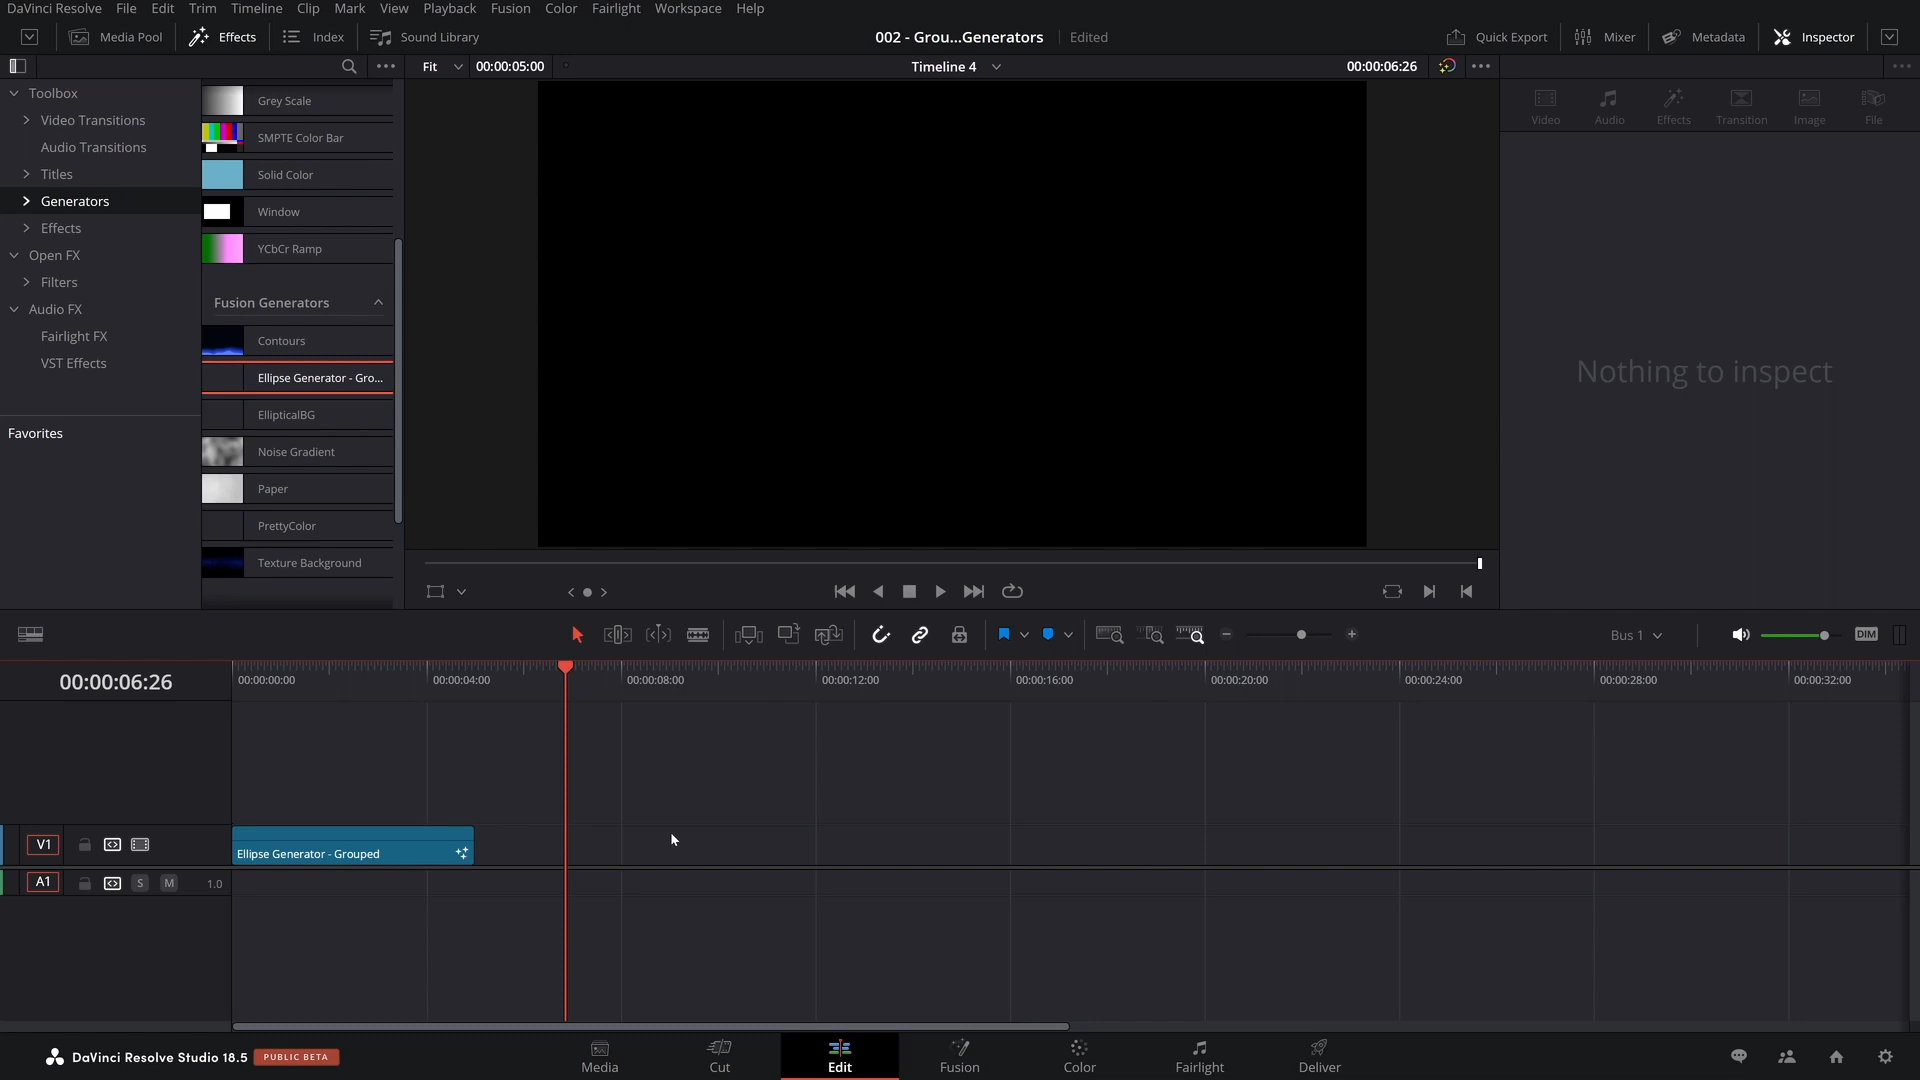 DaVinci Resolve File Edit Trim Timeline Clip Mark View Playback Fusion Color Fairlight Workspace Help
Media Pool Effects Index Sound Library 002 - Grou...Generators Edited Quick Export Mixer Metadata Inspector
Fit 00:00:05:00 Timeline 4 00:00:06:26
Toolbox
Video Transitions
Audio Transitions
Titles
Generators
Effects
Open FX
Filters
Audio FX
Fairlight FX
VST Effects
Favorites
Grey Scale
SMPTE Color Bar
Solid Color
Window
YCbCr Ramp
Fusion Generators
Contours
Ellipse Generator - Gro...
EllipticalBG
Noise Gradient
Paper
PrettyColor
Texture Background
Video Audio Effects Transition Image File
Nothing to inspect
Bus 1 DIM
00:00:06:26 00:00:00:00 00:00:04:00 00:00:08:00 00:00:12:00 00:00:16:00 00:00:20:00 00:00:24:00 00:00:28:00 00:00:32:00
V1
Ellipse Generator - Grouped
A1 S M 1.0
DaVinci Resolve Studio 18.5 PUBLIC BETA
Media Cut Edit Fusion Color Fairlight Deliver